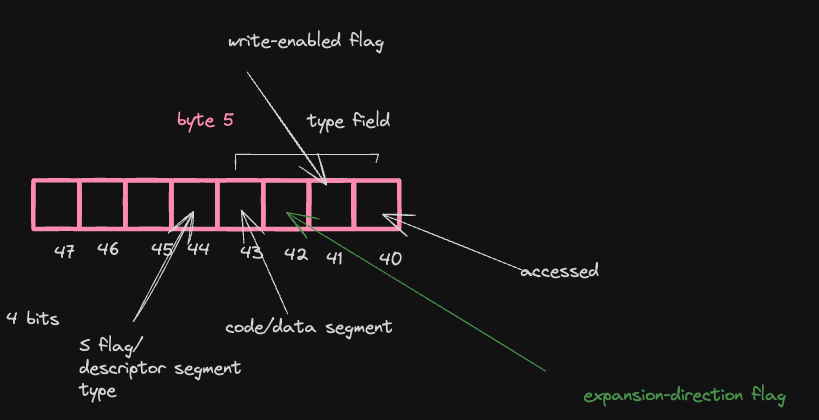 write-enabled flag
byte 5
type field
47 46 45 44 43 42 41 40
accessed
4 bits
S flag/
descriptor segment
type
code/data segment
expansion-direction flag